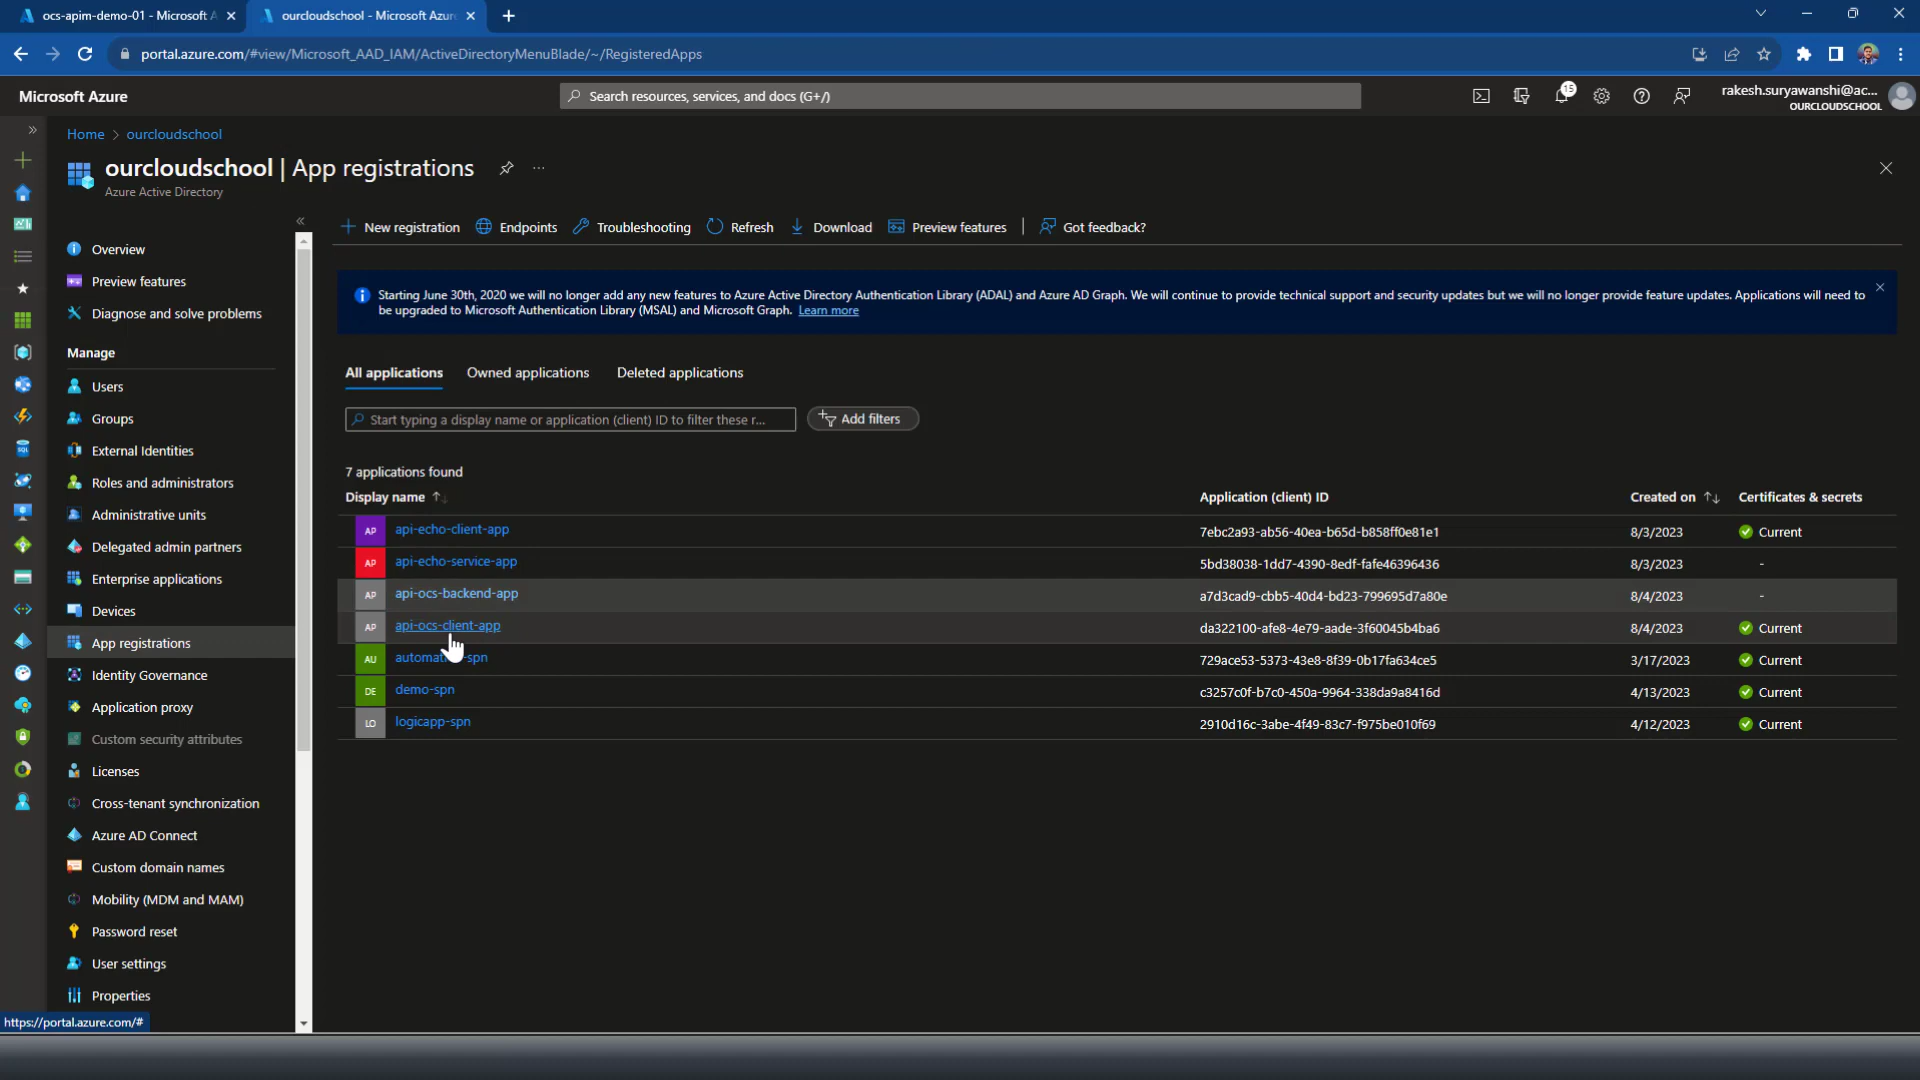 ocs-apim-demo-01 - Microsoft A
ourcloudschool - Microsoft Azur
portal.azure.com/#view/Microsoft_AAD_IAM/ActiveDirectoryMenuBlade/~/RegisteredApps
Microsoft Azure
Search resources, services, and docs (G+/)
15
rakesh.suryawanshi@ac...
OURCLOUDSCHOOL
Home > ourcloudschool
ourcloudschool | App registrations
Azure Active Directory
New registration
Endpoints
Troubleshooting
Refresh
Download
Preview features
Got feedback?
Overview
Preview features
Diagnose and solve problems
Manage
Users
Groups
External Identities
Roles and administrators
Administrative units
Delegated admin partners
Enterprise applications
Devices
App registrations
Identity Governance
Application proxy
Custom security attributes
Licenses
Cross-tenant synchronization
Azure AD Connect
Custom domain names
Mobility (MDM and MAM)
Password reset
User settings
Properties
Starting June 30th, 2020 we will no longer add any new features to Azure Active Directory Authentication Library (ADAL) and Azure AD Graph. We will continue to provide technical support and security updates but we will no longer provide feature updates. Applications will need to
be upgraded to Microsoft Authentication Library (MSAL) and Microsoft Graph. Learn more
All applications Owned applications Deleted applications
Start typing a display name or application (client) ID to filter these r...
Add filters
7 applications found
Display name Application (client) ID Created on Certificates & secrets
AP api-echo-client-app 7ebc2a93-ab56-40ea-b65d-b858ff0e81e1 8/3/2023 Current
AP api-echo-service-app 5bd38038-1dd7-4390-8edf-fafe46396436 8/3/2023 -
AP api-ocs-backend-app a7d3cad9-cbb5-40d4-bd23-799695d7a80e 8/4/2023 -
AP api-ocs-client-app da322100-afe8-4e79-aade-3f60045b4ba6 8/4/2023 Current
AU 729ace53-5373-43e8-8f39-0b17fa634ce5 3/17/2023 Current
DE demo-spn c3257c0f-b7c0-450a-9964-338da9a8416d 4/13/2023 Current
LO logicapp-spn 2910d16c-3abe-4f49-83c7-f975be010f69 4/12/2023 Current
https://portal.azure.com/#